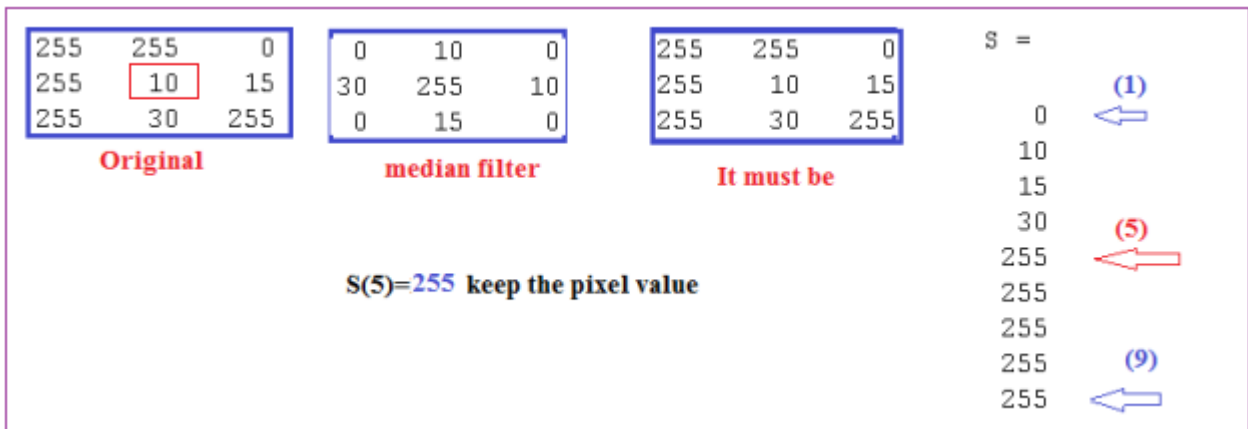 255 255 0
255 10 15
255 30 255
Original
0 10 0
30 255 10
0 15 0
median filter
255 255 0
255 10 15
255 30 255
It must be
S(5)=255 keep the pixel value
S =
0 (1)
10
15
30
255 (5)
255
255
255
255 (9)